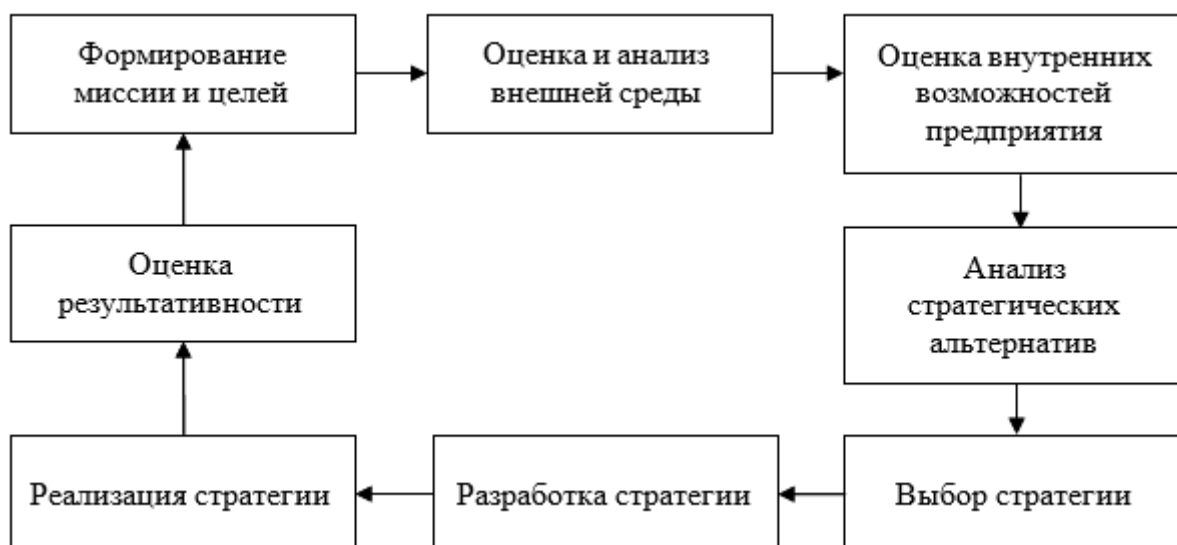 Формирование
миссии и целей
Оценка и анализ
внешней среды
Оценка внутренних
возможностей
предприятия
Анализ
стратегических
альтернатив
Выбор стратегии
Разработка стратегии
Реализация стратегии
Оценка
результативности